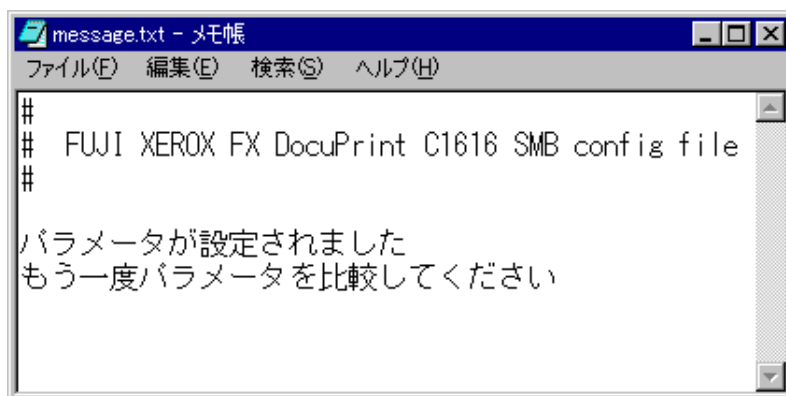 message.txt - メモ帳
ファイル(F) 編集(E) 検索(S) ヘルプ(H)
#
# FUJI XEROX FX DocuPrint C1616 SMB config file
#
パラメータが設定されました
もう一度パラメータを比較してください